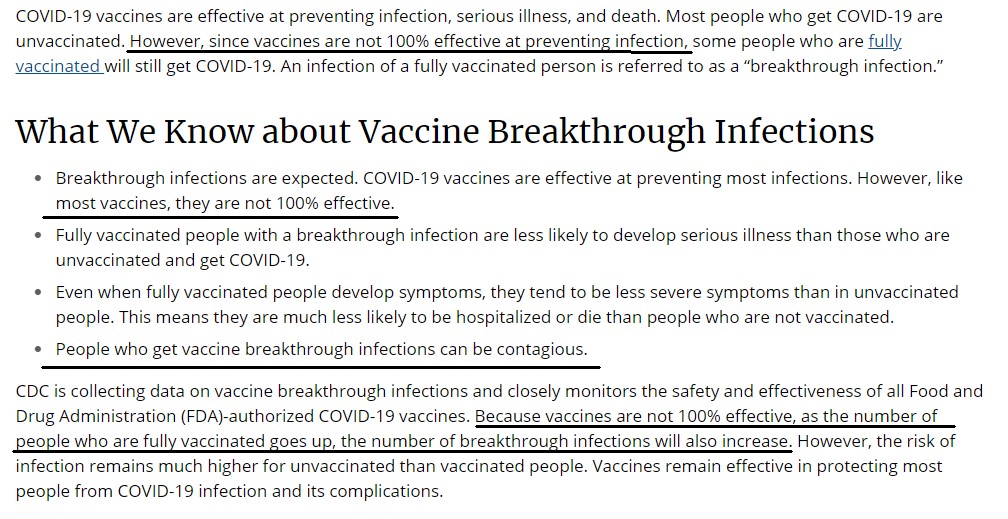 COVID-19 vaccines are effective at preventing infection, serious illness, and death. Most people who get COVID-19 are
unvaccinated. However, since vaccines are not 100% effective at preventing infection, some people who are fully
vaccinated will still get COVID-19. An infection of a fully vaccinated person is referred to as a “breakthrough infection.”
What We Know about Vaccine Breakthrough Infections
• Breakthrough infections are expected. COVID-19 vaccines are effective at preventing most infections. However, like
most vaccines, they are not 100% effective.
• Fully vaccinated people with a breakthrough infection are less likely to develop serious illness than those who are
unvaccinated and get COVID-19.
• Even when fully vaccinated people develop symptoms, they tend to be less severe symptoms than in unvaccinated
people. This means they are much less likely to be hospitalized or die than people who are not vaccinated.
• People who get vaccine breakthrough infections can be contagious.
CDC is collecting data on vaccine breakthrough infections and closely monitors the safety and effectiveness of all Food and
Drug Administration (FDA)-authorized COVID-19 vaccines. Because vaccines are not 100% effective, as the number of
people who are fully vaccinated goes up, the number of breakthrough infections will also increase. However, the risk of
infection remains much higher for unvaccinated than vaccinated people. Vaccines remain effective in protecting most
people from COVID-19 infection and its complications.